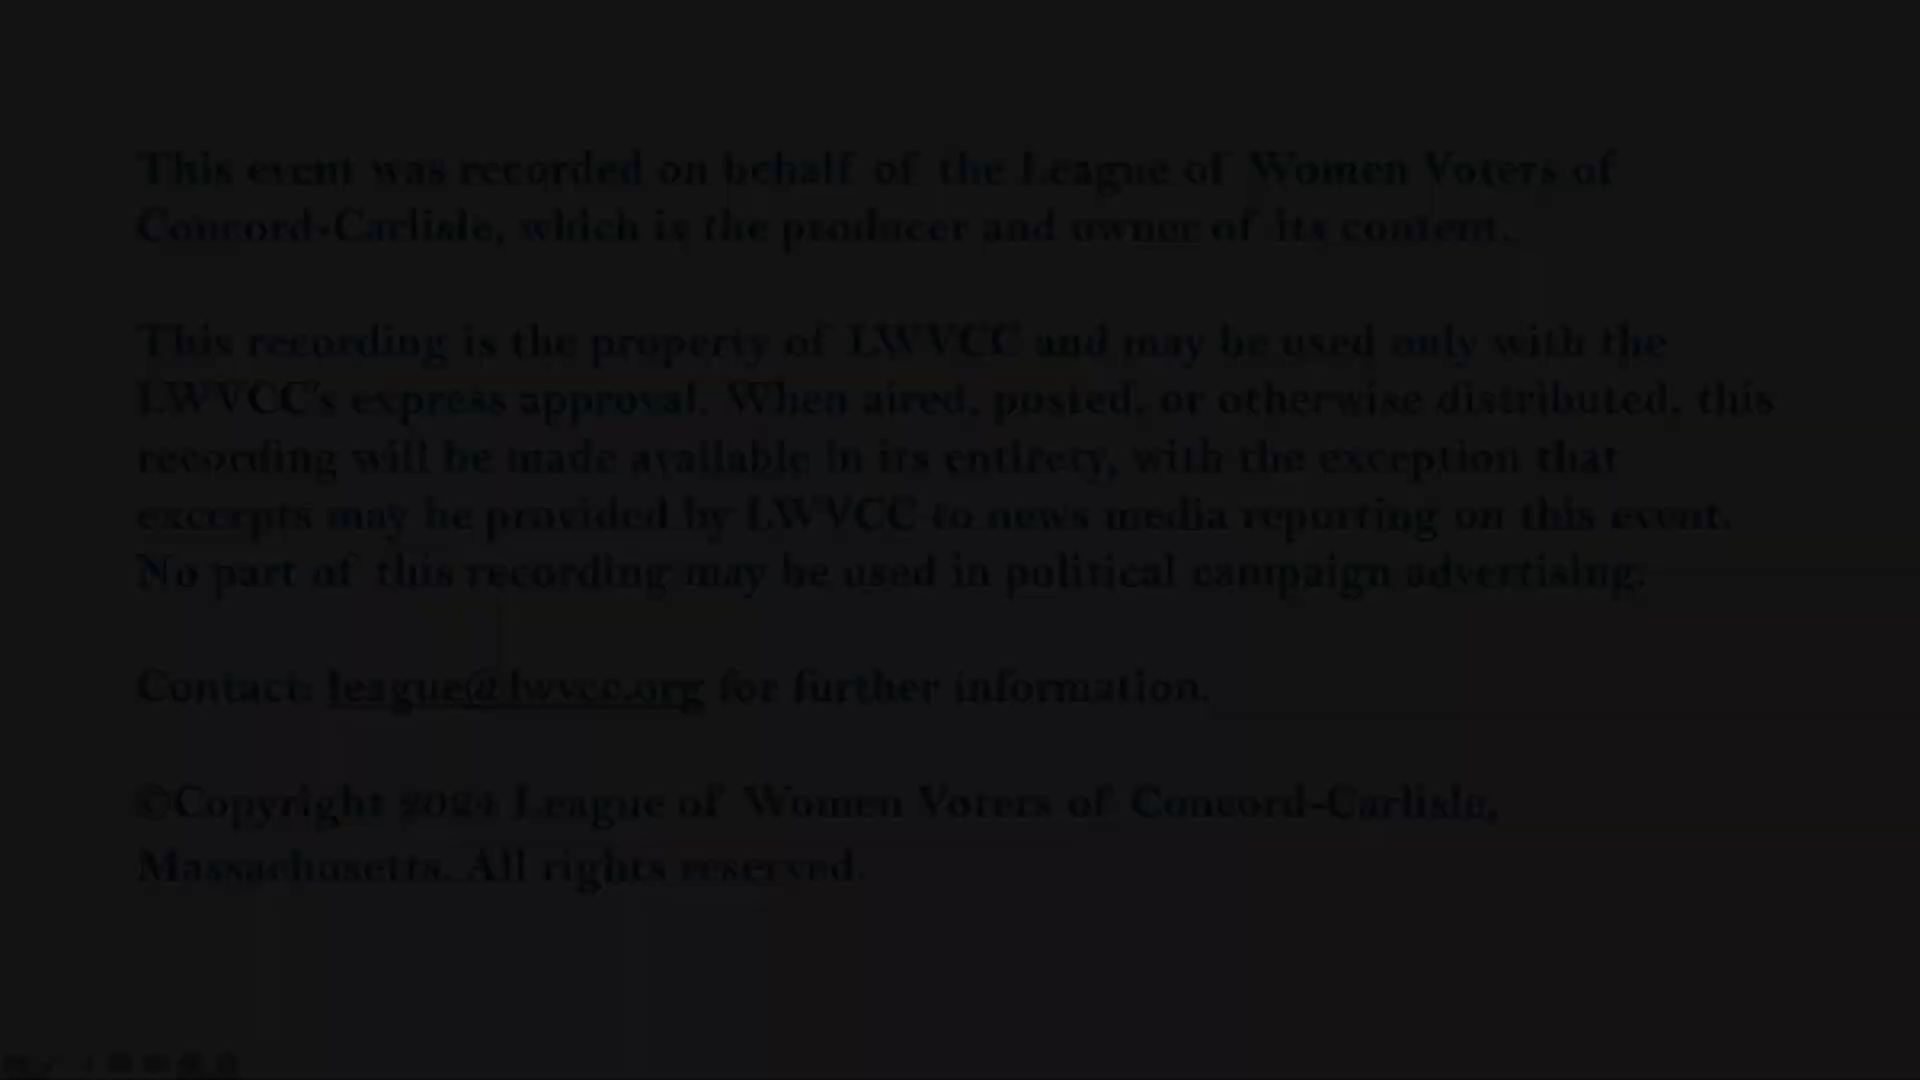 This event was recorded on behalf of the League of Women Voters of
Concord-Carlisle, which is the producer and owner of its content.
This recording is the property of LWVCC and may be used only with the
LWVCC's express approval. When aired, posted, or otherwise distributed, this
recording will be made available in its entirety, with the exception that
excerpts may be provided by LWVCC to news media reporting on this event.
No part of this recording may be used in political campaign advertising.
Contact: league@lwvcc.org for further information.
©Copyright 2024 League of Women Voters of Concord-Carlisle,
Massachusetts. All rights reserved.